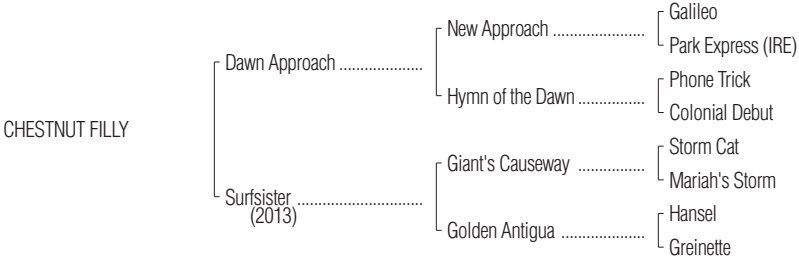 Galileo
New Approach ......................
Park Express (IRE)
Dawn Approach ....................
Phone Trick
Hymn of the Dawn ................
Colonial Debut
CHESTNUT FILLY
Storm Cat
Giant's Causeway ................
Mariah's Storm
Surfsister ..............................
(2013)
Hansel
Golden Antigua ....................
Greinette